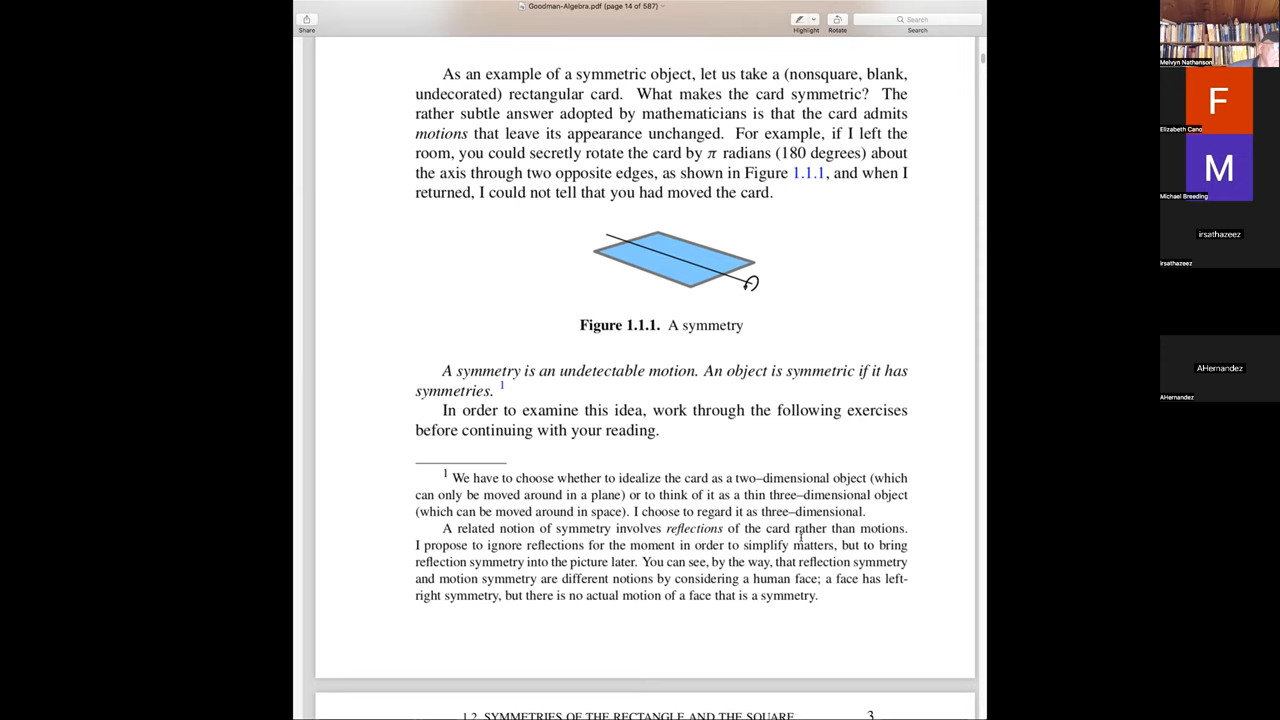 Goodman-Algebra.pdf (page 14 of 587)
Share
Highlight
Rotate
Search
Search
As an example of a symmetric object, let us take a (nonsquare, blank,
undecorated) rectangular card. What makes the card symmetric? The
rather subtle answer adopted by mathematicians is that the card admits
motions that leave its appearance unchanged. For example, if I left the
room, you could secretly rotate the card by π radians (180 degrees) about
the axis through two opposite edges, as shown in Figure 1.1.1, and when I
returned, I could not tell that you had moved the card.
Figure 1.1.1. A symmetry
A symmetry is an undetectable motion. An object is symmetric if it has
symmetries. 1
In order to examine this idea, work through the following exercises
before continuing with your reading.
1 We have to choose whether to idealize the card as a two–dimensional object (which
can only be moved around in a plane) or to think of it as a thin three–dimensional object
(which can be moved around in space). I choose to regard it as three–dimensional.
A related notion of symmetry involves reflections of the card rather than motions.
I propose to ignore reflections for the moment in order to simplify matters, but to bring
reflection symmetry into the picture later. You can see, by the way, that reflection symmetry
and motion symmetry are different notions by considering a human face; a face has left-
right symmetry, but there is no actual motion of a face that is a symmetry.
1.2. SYMMETRIES OF THE RECTANGLE AND THE SQUARE 3
Melvyn Nathanson
F
Elizabeth Cano
M
Michael Breeding
irsathazeez
irsathazeez
AHernandez
AHernandez